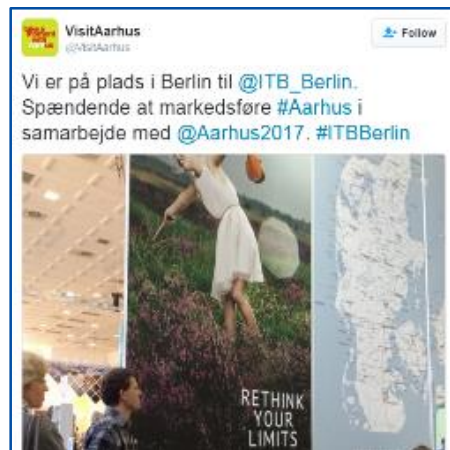 VisitAarhus
@VisitAarhus
Follow
Vi er på plads i Berlin til @ITB_Berlin.
Spændende at markedsføre #Aarhus i
samarbejde med @Aarhus2017. #ITBBerlin
RETHINK
YOUR
LIMITS